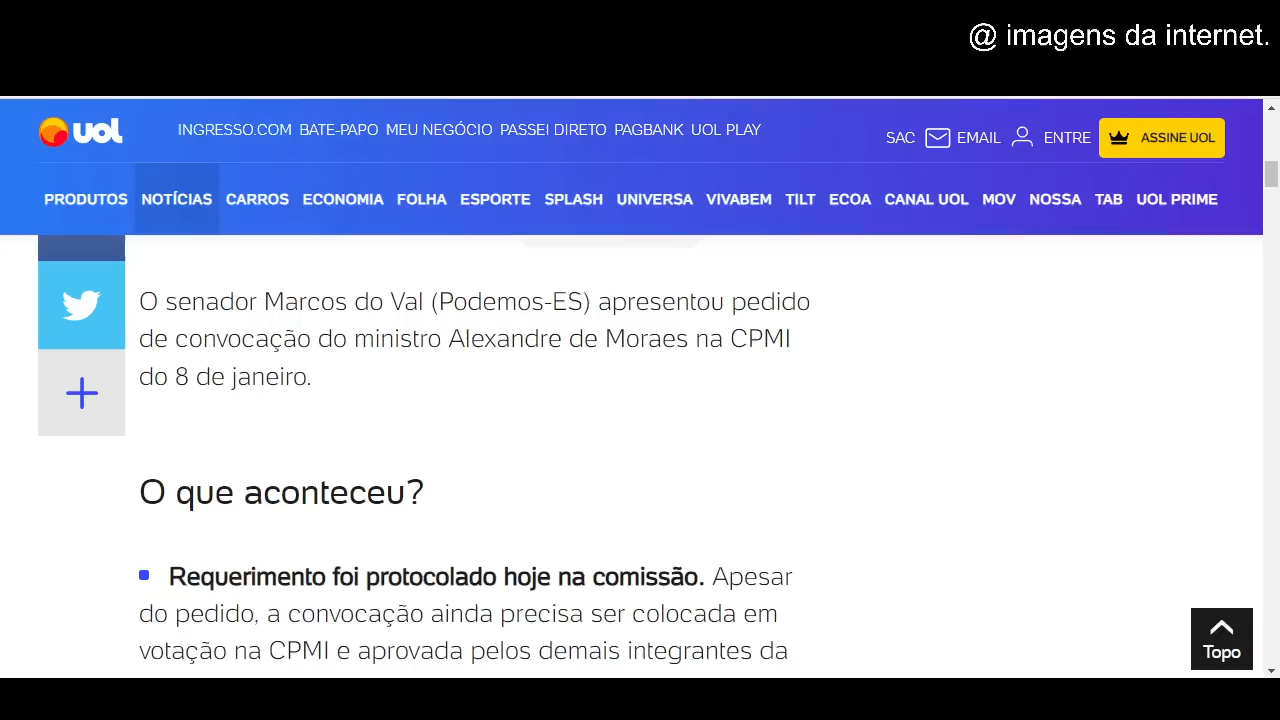 @ imagens da internet.
uol
INGRESSO.COM BATE-PAPO MEU NEGÓCIO PASSEI DIRETO PAGBANK UOL PLAY
SAC EMAIL ENTRE ASSINE UOL
PRODUTOS NOTÍCIAS CARROS ECONOMIA FOLHA ESPORTE SPLASH UNIVERSA VIVABEM TILT ECOA CANAL UOL MOV NOSSA TAB UOL PRIME
O senador Marcos do Val (Podemos-ES) apresentou pedido
de convocação do ministro Alexandre de Moraes na CPMI
do 8 de janeiro.
O que aconteceu?
Requerimento foi protocolado hoje na comissão. Apesar
do pedido, a convocação ainda precisa ser colocada em
votação na CPMI e aprovada pelos demais integrantes da
Topo